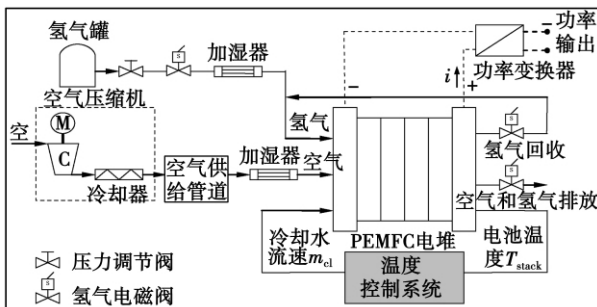 氢气罐
s
加湿器
空气压缩机
空
M
C
冷却器
空气供
给管道
加湿器
氢气
空气
−
i
+
− 功率
输出
+
功率变换器
s
氢气回收
s
空气和氢气排放
冷却水
流速mcl
PEMFC电堆
电池温
度Tstack
温度
控制系统
压力调节阀
s
氢气电磁阀